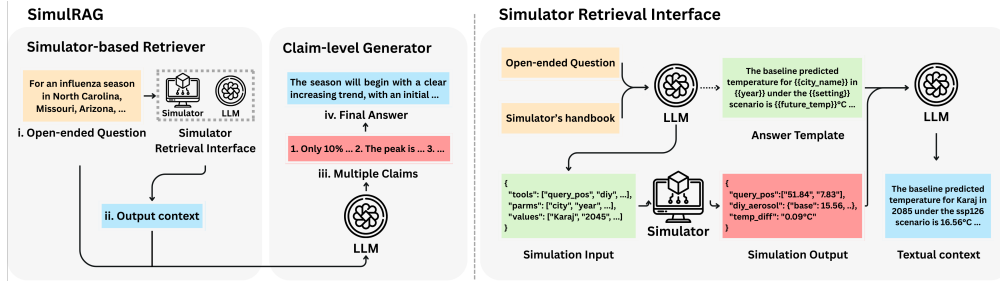 SimulRAG
Simulator-based Retriever
For an influenza season
in North Carolina,
Missouri, Arizona, ...
Simulator
LLM
i. Open-ended Question
Simulator
Retrieval Interface
ii. Output context
Claim-level Generator
The season will begin with a clear
increasing trend, with an initial ...
iv. Final Answer
1. Only 10% ... 2. The peak is ... 3. ...
iii. Multiple Claims
LLM
Simulator Retrieval Interface
Open-ended Question
Simulator's handbook
LLM
The baseline predicted
temperature for {{city_name}} in
{{year}} under the {{setting}}
scenario is {{future_temp}}°C ...
Answer Template
LLM
{
"tools": ["query_pos", "diy", ...],
"parms": ["city", "year", ...],
"values": ["Karaj", "2045", ...]
}
Simulation Input
Simulator
{
"query_pos":["51.84", "7.83"],
"diy_aerosol": {"base": 15.56, ..},
"temp_diff": "0.09°C"
}
Simulation Output
The baseline predicted
temperature for Karaj in
2085 under the ssp126
scenario is 16.56°C ...
Textual context